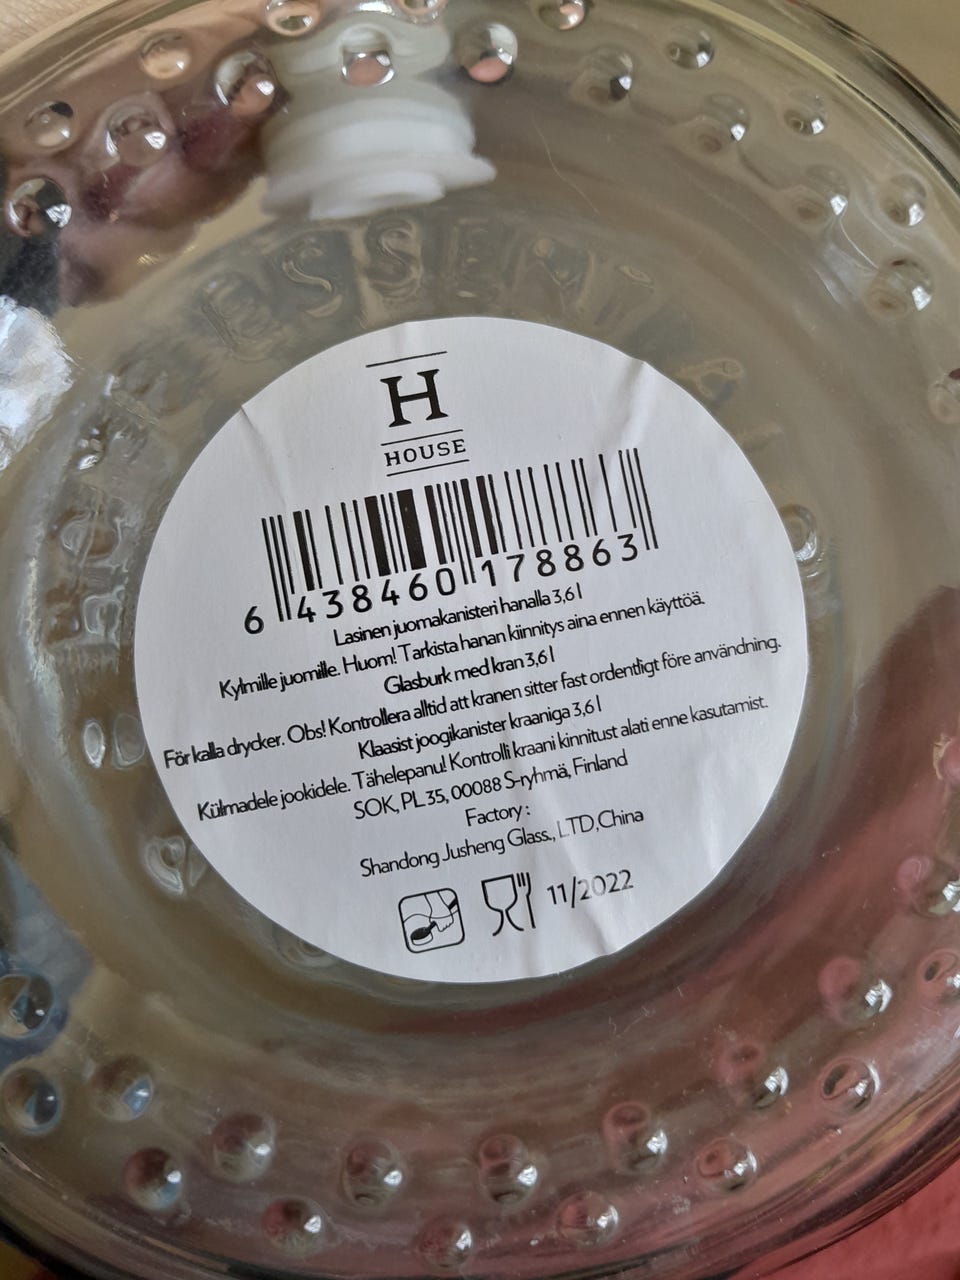 ESSENTIA
H
HOUSE
6 438460 178863
Lasinen juomakanisteri hanalla 3,6 l
Kylmille juomille. Huom! Tarkista hanan kiinnitys aina ennen käyttöä.
Glasburk med kran 3,6 l
För kalla drycker. Obs! Kontrollera alltid att kranen sitter fast ordentligt före användning.
Klaasist joogikanister kraaniga 3,6 l
Külmadele jookidele. Tähelepanu! Kontrolli kraani kinnitust alati enne kasutamist.
SOK, PL 35, 00088 S-ryhmä, Finland
Factory :
Shandong Jusheng Glass., LTD,China
11/2022